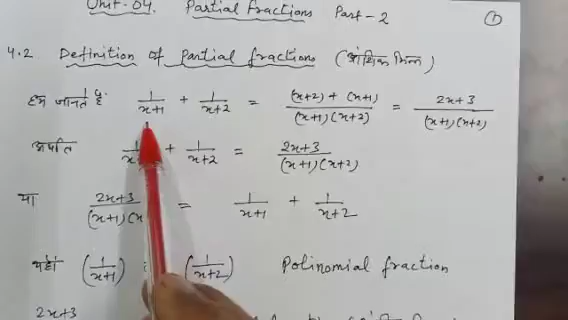 Unit-04. Partial fractions Part-2 ①
4.2 Definition of Partial fractions (आंशिक भिन्न)
हम जानते है. 1/(x+1) + 1/(x+2) = ((x+2) + (x+1))/((x+1)(x+2)) = (2x+3)/((x+1)(x+2))
अर्थात + 1/(x+2) = (2x+3)/((x+1)(x+2))
या (2x+3)/((x+1)(x = 1/(x+1) + 1/(x+2)
यहां (1/(x+1)) (1/(x+2)) Polinomial fraction
2x+3